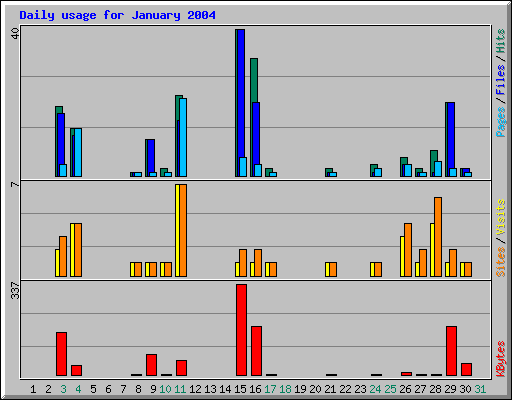 Daily usage for January 2004
40
Pages / Files / Hits
7
Sites / Visits
337
KBytes
1 2 3 4 5 6 7 8 9 10 11 12 13 14 15 16 17 18 19 20 21 22 23 24 25 26 27 28 29 30 31